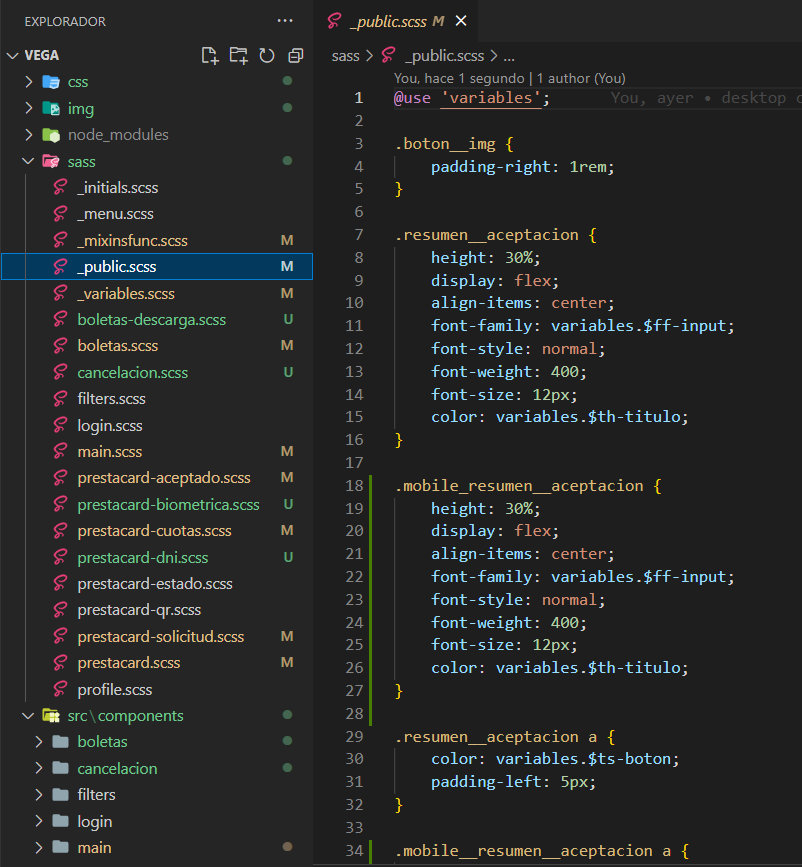 EXPLORADOR
VEGA
css
img
node_modules
sass
_initials.scss
_menu.scss
_mixinsfunc.scss M
_public.scss M
_variables.scss M
boletas-descarga.scss U
boletas.scss M
cancelacion.scss U
filters.scss
login.scss
main.scss M
prestacard-aceptado.scss M
prestacard-biometrica.scss U
prestacard-cuotas.scss M
prestacard-dni.scss U
prestacard-estado.scss
prestacard-qr.scss
prestacard-solicitud.scss M
prestacard.scss M
profile.scss
src\components
boletas
cancelacion
filters
login
main
_public.scss M
sass > _public.scss > ...
You, hace 1 segundo | 1 author (You)
1 @use 'variables'; You, ayer • desktop
2
3 .boton__img {
4 padding-right: 1rem;
5 }
6
7 .resumen__aceptacion {
8 height: 30%;
9 display: flex;
10 align-items: center;
11 font-family: variables.$ff-input;
12 font-style: normal;
13 font-weight: 400;
14 font-size: 12px;
15 color: variables.$th-titulo;
16 }
17
18 .mobile_resumen__aceptacion {
19 height: 30%;
20 display: flex;
21 align-items: center;
22 font-family: variables.$ff-input;
23 font-style: normal;
24 font-weight: 400;
25 font-size: 12px;
26 color: variables.$th-titulo;
27 }
28
29 .resumen__aceptacion a {
30 color: variables.$ts-boton;
31 padding-left: 5px;
32 }
33
34 .mobile__resumen__aceptacion a {